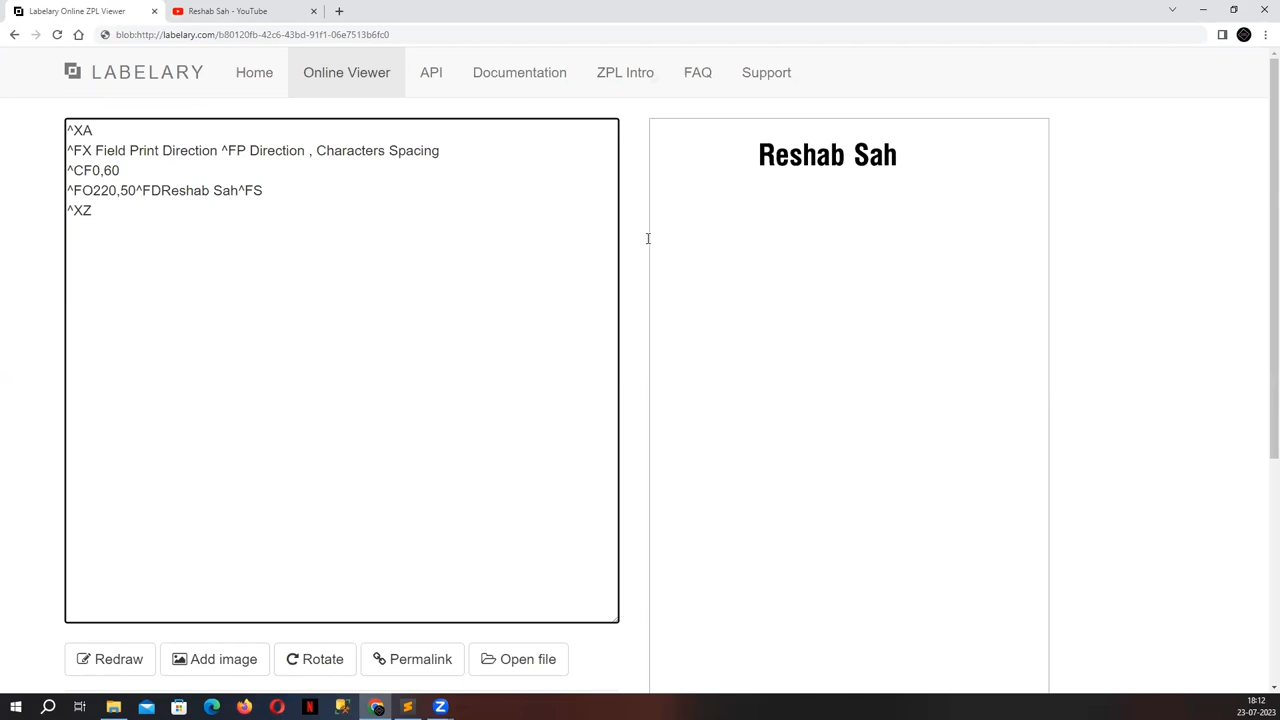 Labelary Online ZPL Viewer
Reshab Sah - YouTube
blob:http://labelary.com/b80120fb-42c6-43bd-91f1-06e7513b6fc0
LABELARY
Home
Online Viewer
API
Documentation
ZPL Intro
FAQ
Support
^XA
^FX Field Print Direction ^FP Direction , Characters Spacing
^CF0,60
^FO220,50^FDReshab Sah^FS
^XZ
Reshab Sah
Redraw
Add image
Rotate
Permalink
Open file
18:12
23-07-2023